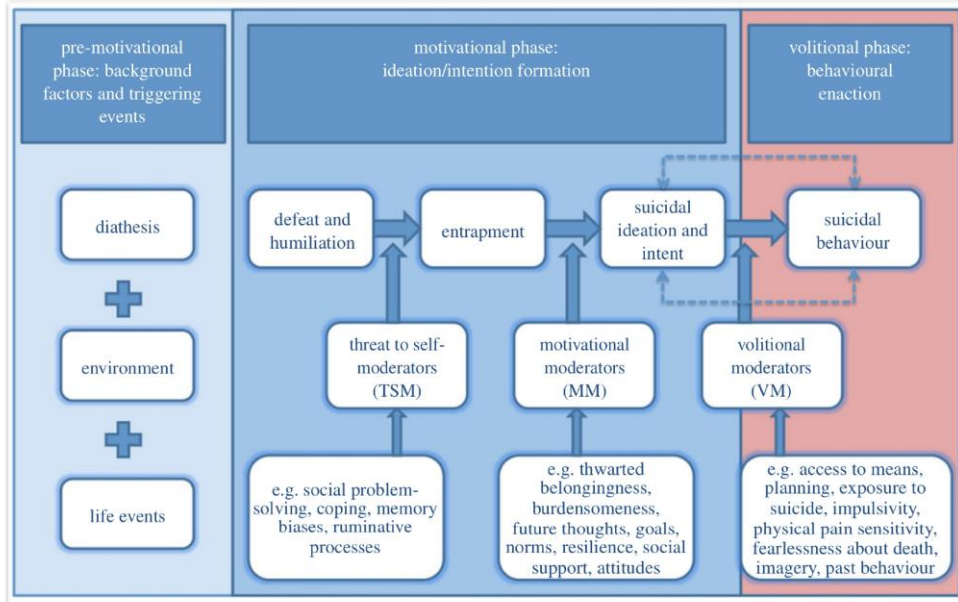 pre-motivational
phase: background
factors and triggering
events
motivational phase:
ideation/intention formation
volitional phase:
behavioural
enaction
diathesis
environment
life events
defeat and
humiliation
entrapment
suicidal
ideation and
intent
suicidal
behaviour
threat to self-
moderators
(TSM)
motivational
moderators
(MM)
volitional
moderators
(VM)
e.g. social problem-
solving, coping, memory
biases, ruminative
processes
e.g. thwarted
belongingness,
burdensomeness,
future thoughts, goals,
norms, resilience, social
support, attitudes
e.g. access to means,
planning, exposure to
suicide, impulsivity,
physical pain sensitivity,
fearlessness about death,
imagery, past behaviour